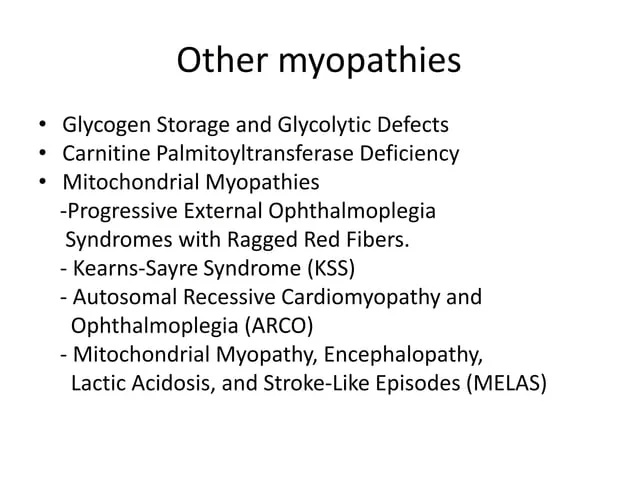 Other myopathies
• Glycogen Storage and Glycolytic Defects
• Carnitine Palmitoyltransferase Deficiency
• Mitochondrial Myopathies
-Progressive External Ophthalmoplegia
Syndromes with Ragged Red Fibers.
- Kearns-Sayre Syndrome (KSS)
- Autosomal Recessive Cardiomyopathy and
Ophthalmoplegia (ARCO)
- Mitochondrial Myopathy, Encephalopathy,
Lactic Acidosis, and Stroke-Like Episodes (MELAS)